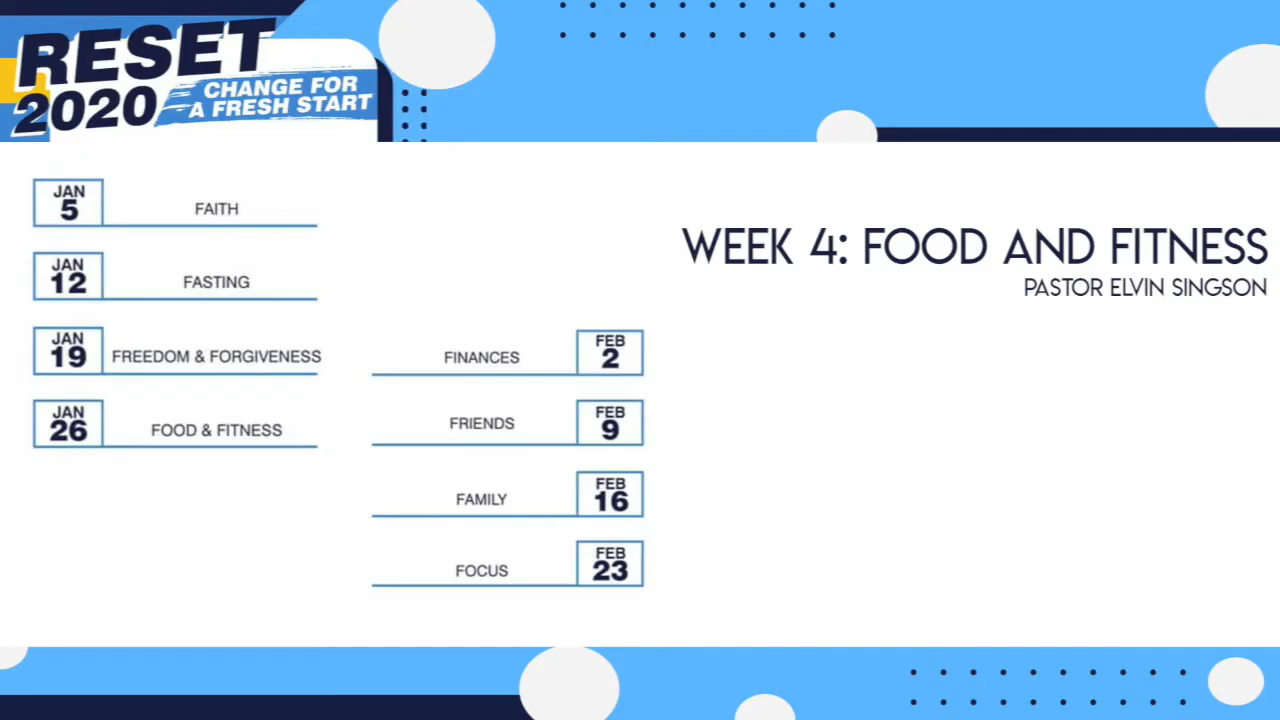 RESET
2020
CHANGE FOR
A FRESH START
JAN
5
FAITH
JAN
12
FASTING
JAN
19
FREEDOM & FORGIVENESS
JAN
26
FOOD & FITNESS
FINANCES
FEB
2
FRIENDS
FEB
9
FAMILY
FEB
16
FOCUS
FEB
23
WEEK 4: FOOD AND FITNESS
PASTOR ELVIN SINGSON